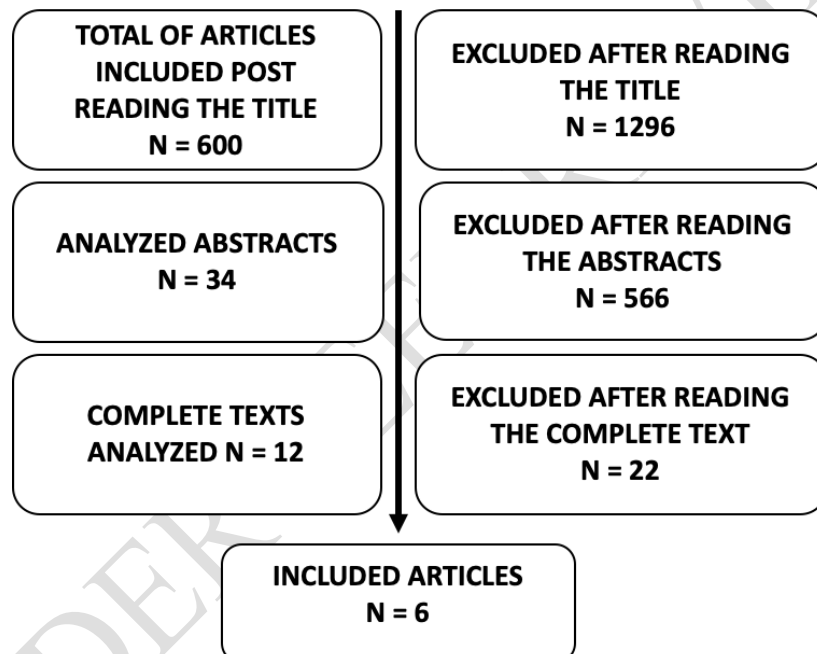 TOTAL OF ARTICLES
INCLUDED POST
READING THE TITLE
N = 600
EXCLUDED AFTER READING
THE TITLE
N = 1296
ANALYZED ABSTRACTS
N = 34
EXCLUDED AFTER READING
THE ABSTRACTS
N = 566
COMPLETE TEXTS
ANALYZED N = 12
EXCLUDED AFTER READING
THE COMPLETE TEXT
N = 22
INCLUDED ARTICLES
N = 6